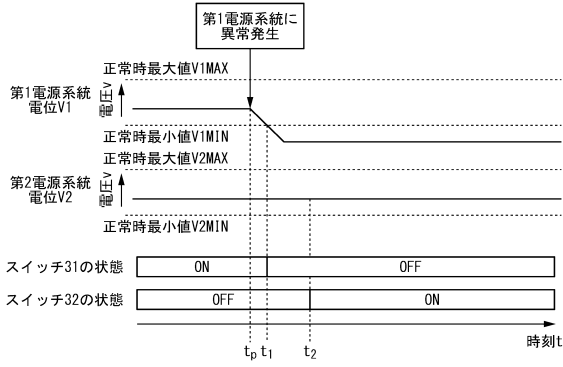 第1電源系統に
異常発生
正常時最大値V1MAX
第1電源系統
電位V1
電圧v
正常時最小値V1MIN
正常時最大値V2MAX
第2電源系統
電位V2
電圧v
正常時最小値V2MIN
スイッチ31の状態
ON
OFF
スイッチ32の状態
OFF
ON
時刻t
tp t1 t2